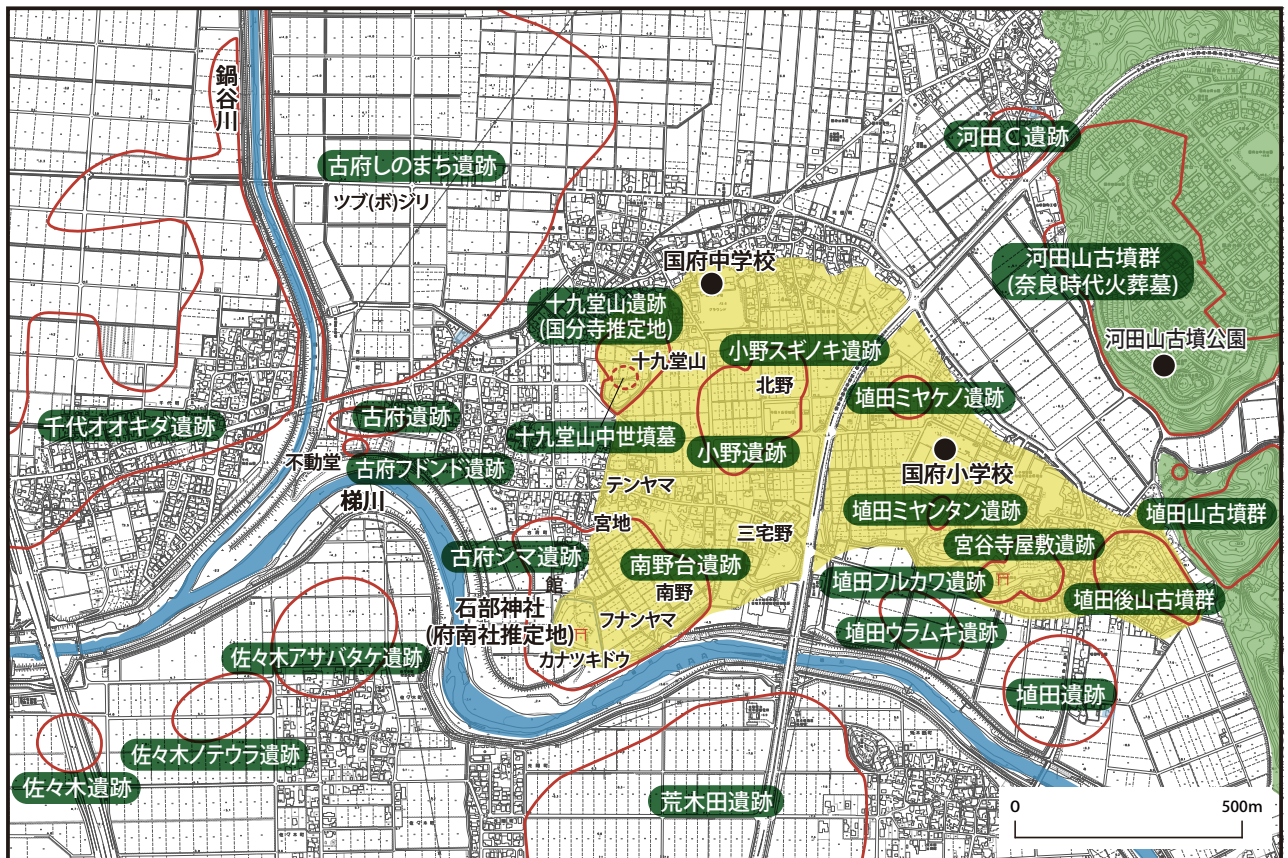 鍋谷川
古府しのまち遺跡
ツブ(ボ)ジリ
河田C遺跡
国府中学校
河田山古墳群
(奈良時代火葬墓)
十九堂山遺跡
(国分寺推定地)
十九堂山
小野スギノキ遺跡
北野
河田山古墳公園
埴田ミヤケノ遺跡
千代オオキダ遺跡
古府遺跡
十九堂山中世墳墓
小野遺跡
不動堂
古府フドンド遺跡
国府小学校
梯川
テンヤマ
宮地
三宅野
埴田ミヤンタン遺跡
埴田山古墳群
古府シマ遺跡
館
南野台遺跡
南野
宮谷寺屋敷遺跡
埴田フルカワ遺跡
埴田後山古墳群
石部神社
(府南社推定地)
フナンヤマ
カナツキドウ
埴田ウラムキ遺跡
佐々木アサバタケ遺跡
埴田遺跡
佐々木ノテウラ遺跡
佐々木遺跡
荒木田遺跡
0 500m